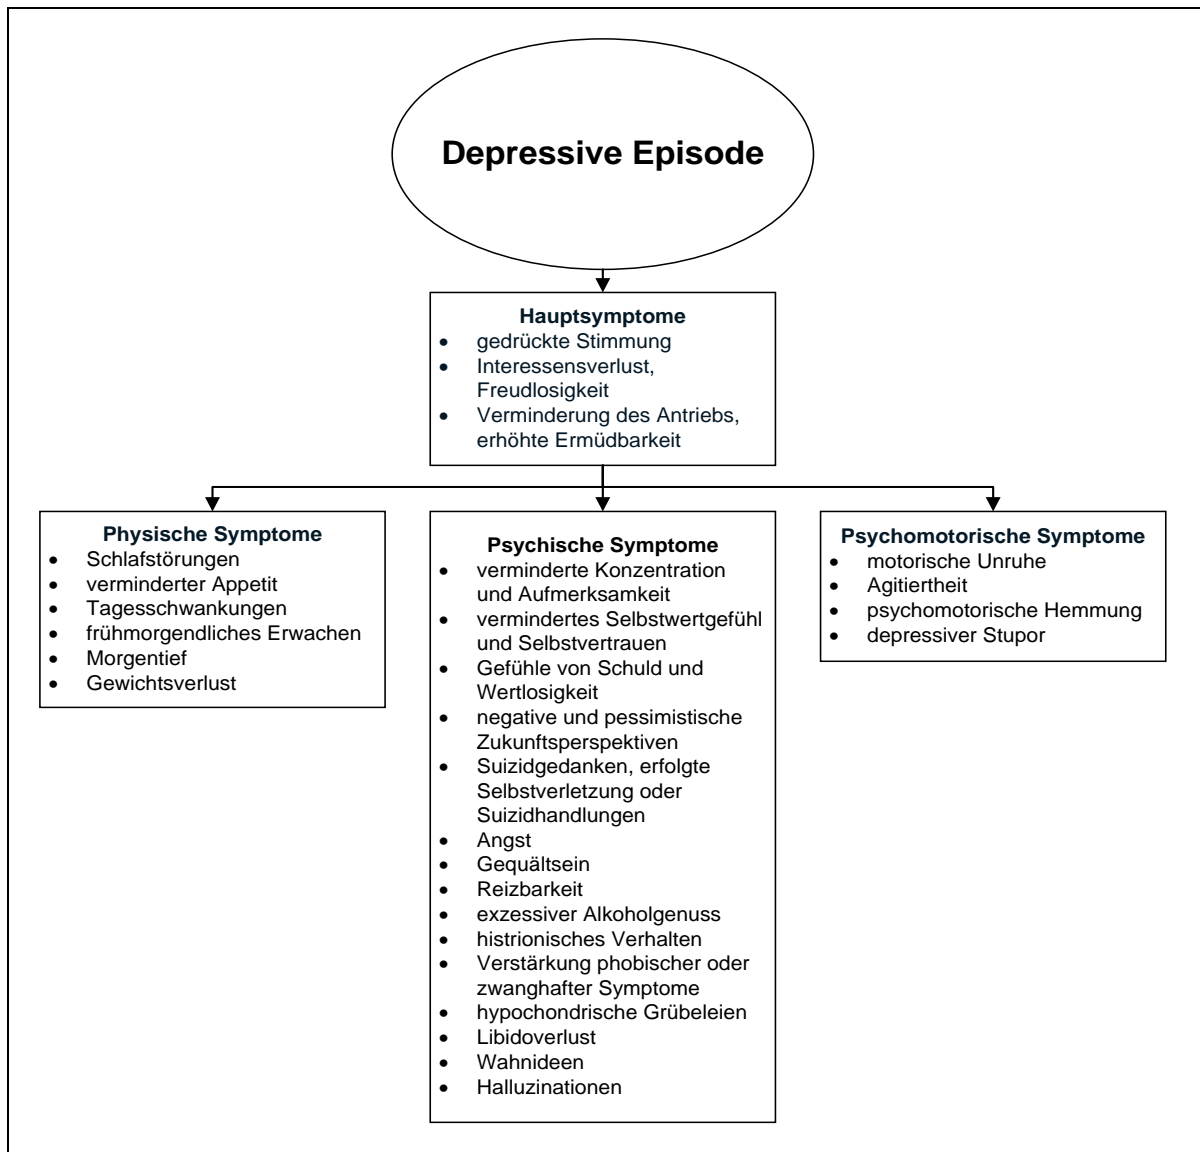 Depressive Episode
Hauptsymptome
• gedrückte Stimmung
• Interessensverlust,
Freudlosigkeit
• Verminderung des Antriebs,
erhöhte Ermüdbarkeit
Physische Symptome
• Schlafstörungen
• verminderter Appetit
• Tagesschwankungen
• frühmorgendliches Erwachen
• Morgentief
• Gewichtsverlust
Psychische Symptome
• verminderte Konzentration
und Aufmerksamkeit
• vermindertes Selbstwertgefühl
und Selbstvertrauen
• Gefühle von Schuld und
Wertlosigkeit
• negative und pessimistische
Zukunftsperspektiven
• Suizidgedanken, erfolgte
Selbstverletzung oder
Suizidhandlungen
• Angst
• Gequältsein
• Reizbarkeit
• exzessiver Alkoholgenuss
• histrionisches Verhalten
• Verstärkung phobischer oder
zwanghafter Symptome
• hypochondrische Grübeleien
• Libidoverlust
• Wahnideen
• Halluzinationen
Psychomotorische Symptome
• motorische Unruhe
• Agitiertheit
• psychomotorische Hemmung
• depressiver Stupor